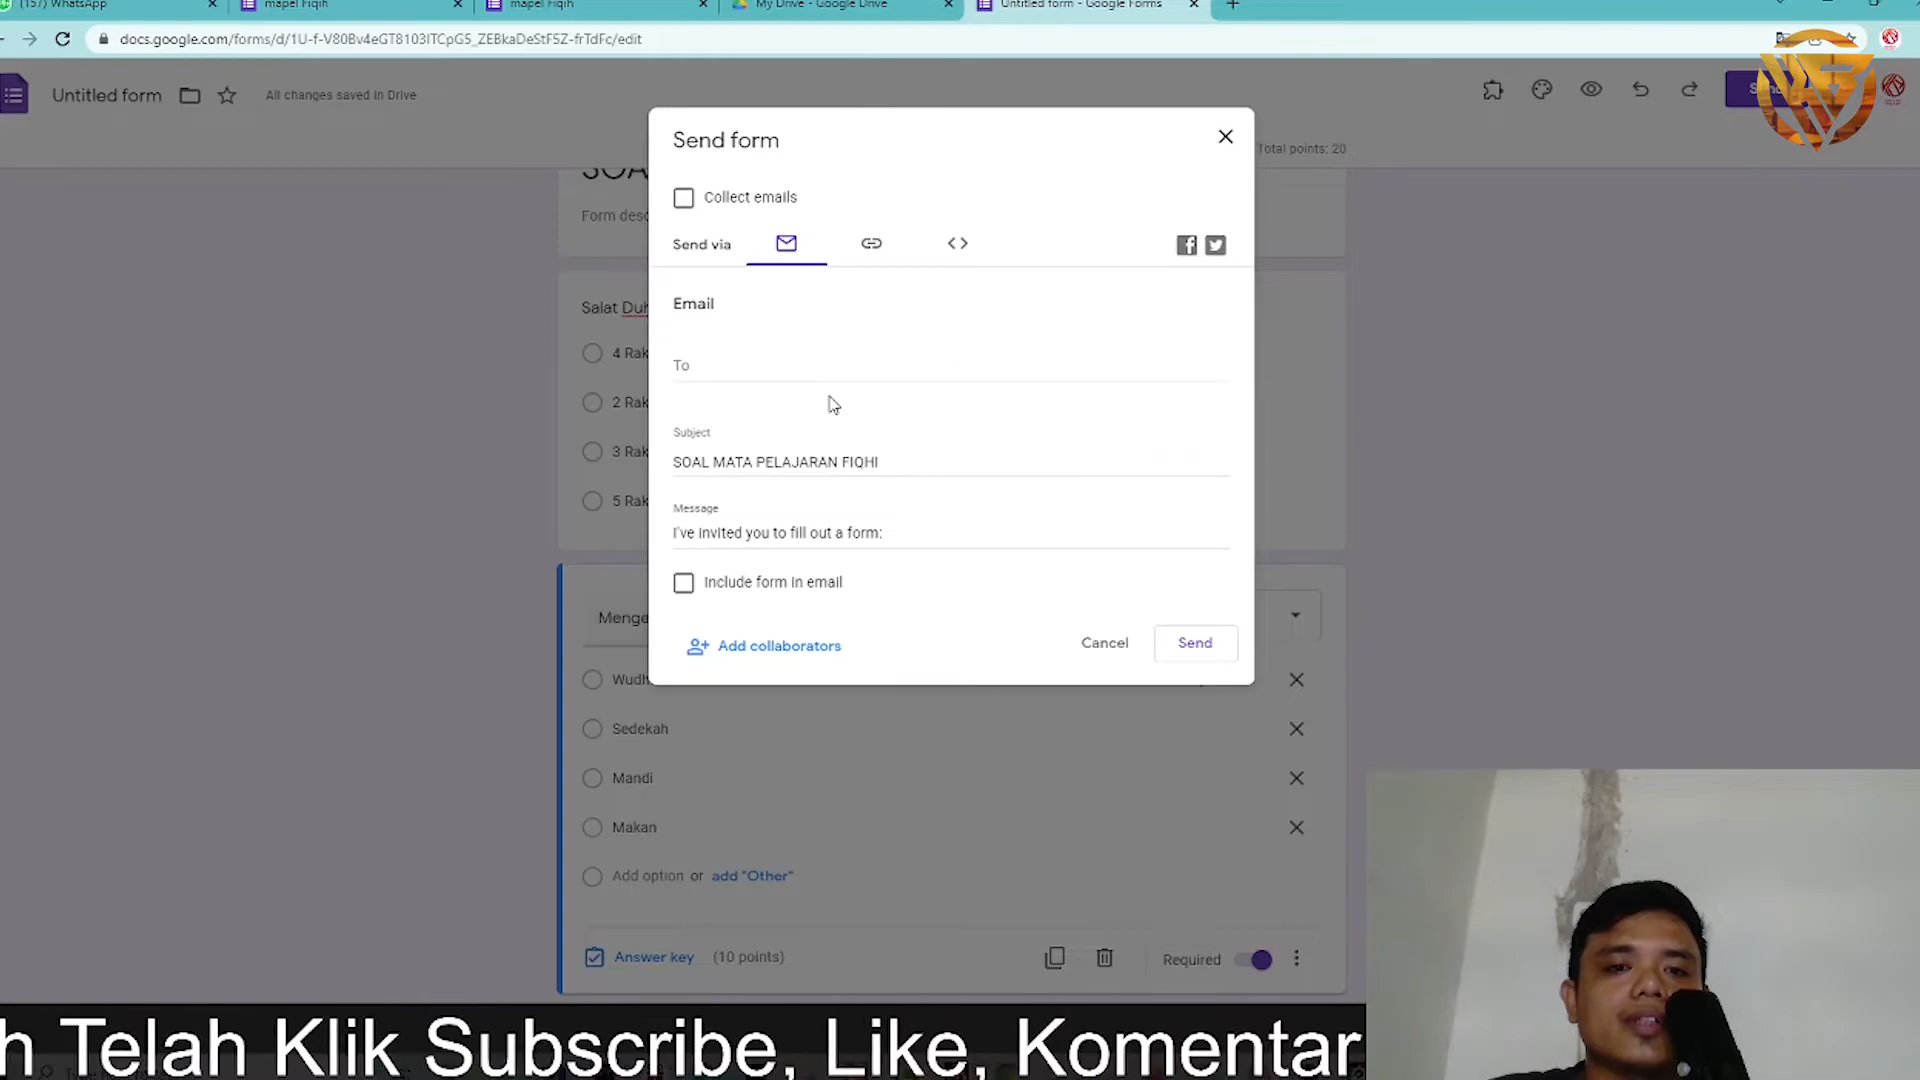 (157) WhatsApp
mapel Fiqih
mapel Fiqih
My Drive - Google Drive
Untitled form - Google Forms
docs.google.com/forms/d/1U-f-V80Bv4eGT8103ITCpG5_ZEBkaDeStF5Z-frTdFc/edit
Untitled form
All changes saved in Drive
Send form
Total points: 20
Collect emails
Send via
Email
To
Subject
SOAL MATA PELAJARAN FIQHI
Message
I've invited you to fill out a form:
Include form in email
Add collaborators
Cancel
Send
Form desc
Salat Duh
4 Rak
2 Rak
3 Rak
5 Rak
Menge
Wudh
Sedekah
Mandi
Makan
Add option or add "Other"
Answer key (10 points)
Required
h Telah Klik Subscribe, Like, Komentar